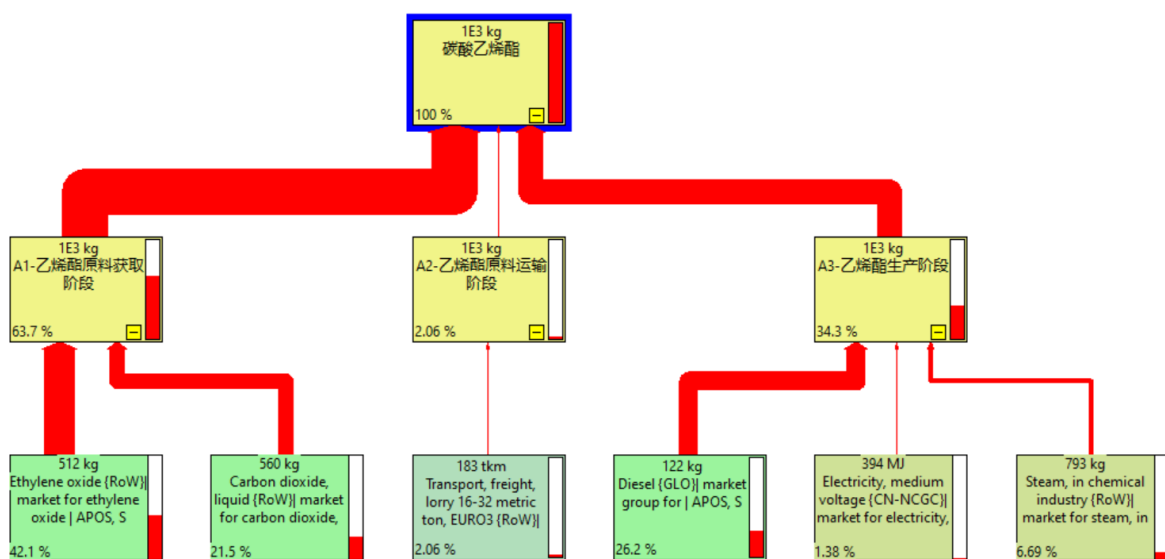 1E3 kg
碳酸乙烯酯
100 %
1E3 kg
A1-乙烯酯原料获取
阶段
63.7 %
1E3 kg
A2-乙烯酯原料运输
阶段
2.06 %
1E3 kg
A3-乙烯酯生产阶段
34.3 %
512 kg
Ethylene oxide {RoW}|
market for ethylene
oxide | APOS, S
42.1 %
560 kg
Carbon dioxide,
liquid {RoW}| market
for carbon dioxide,
21.5 %
183 tkm
Transport, freight,
lorry 16-32 metric
ton, EURO3 {RoW}|
2.06 %
122 kg
Diesel {GLO}| market
group for | APOS, S
26.2 %
394 MJ
Electricity, medium
voltage {CN-NCGC}|
market for electricity,
1.38 %
793 kg
Steam, in chemical
industry {RoW}|
market for steam, in
6.69 %